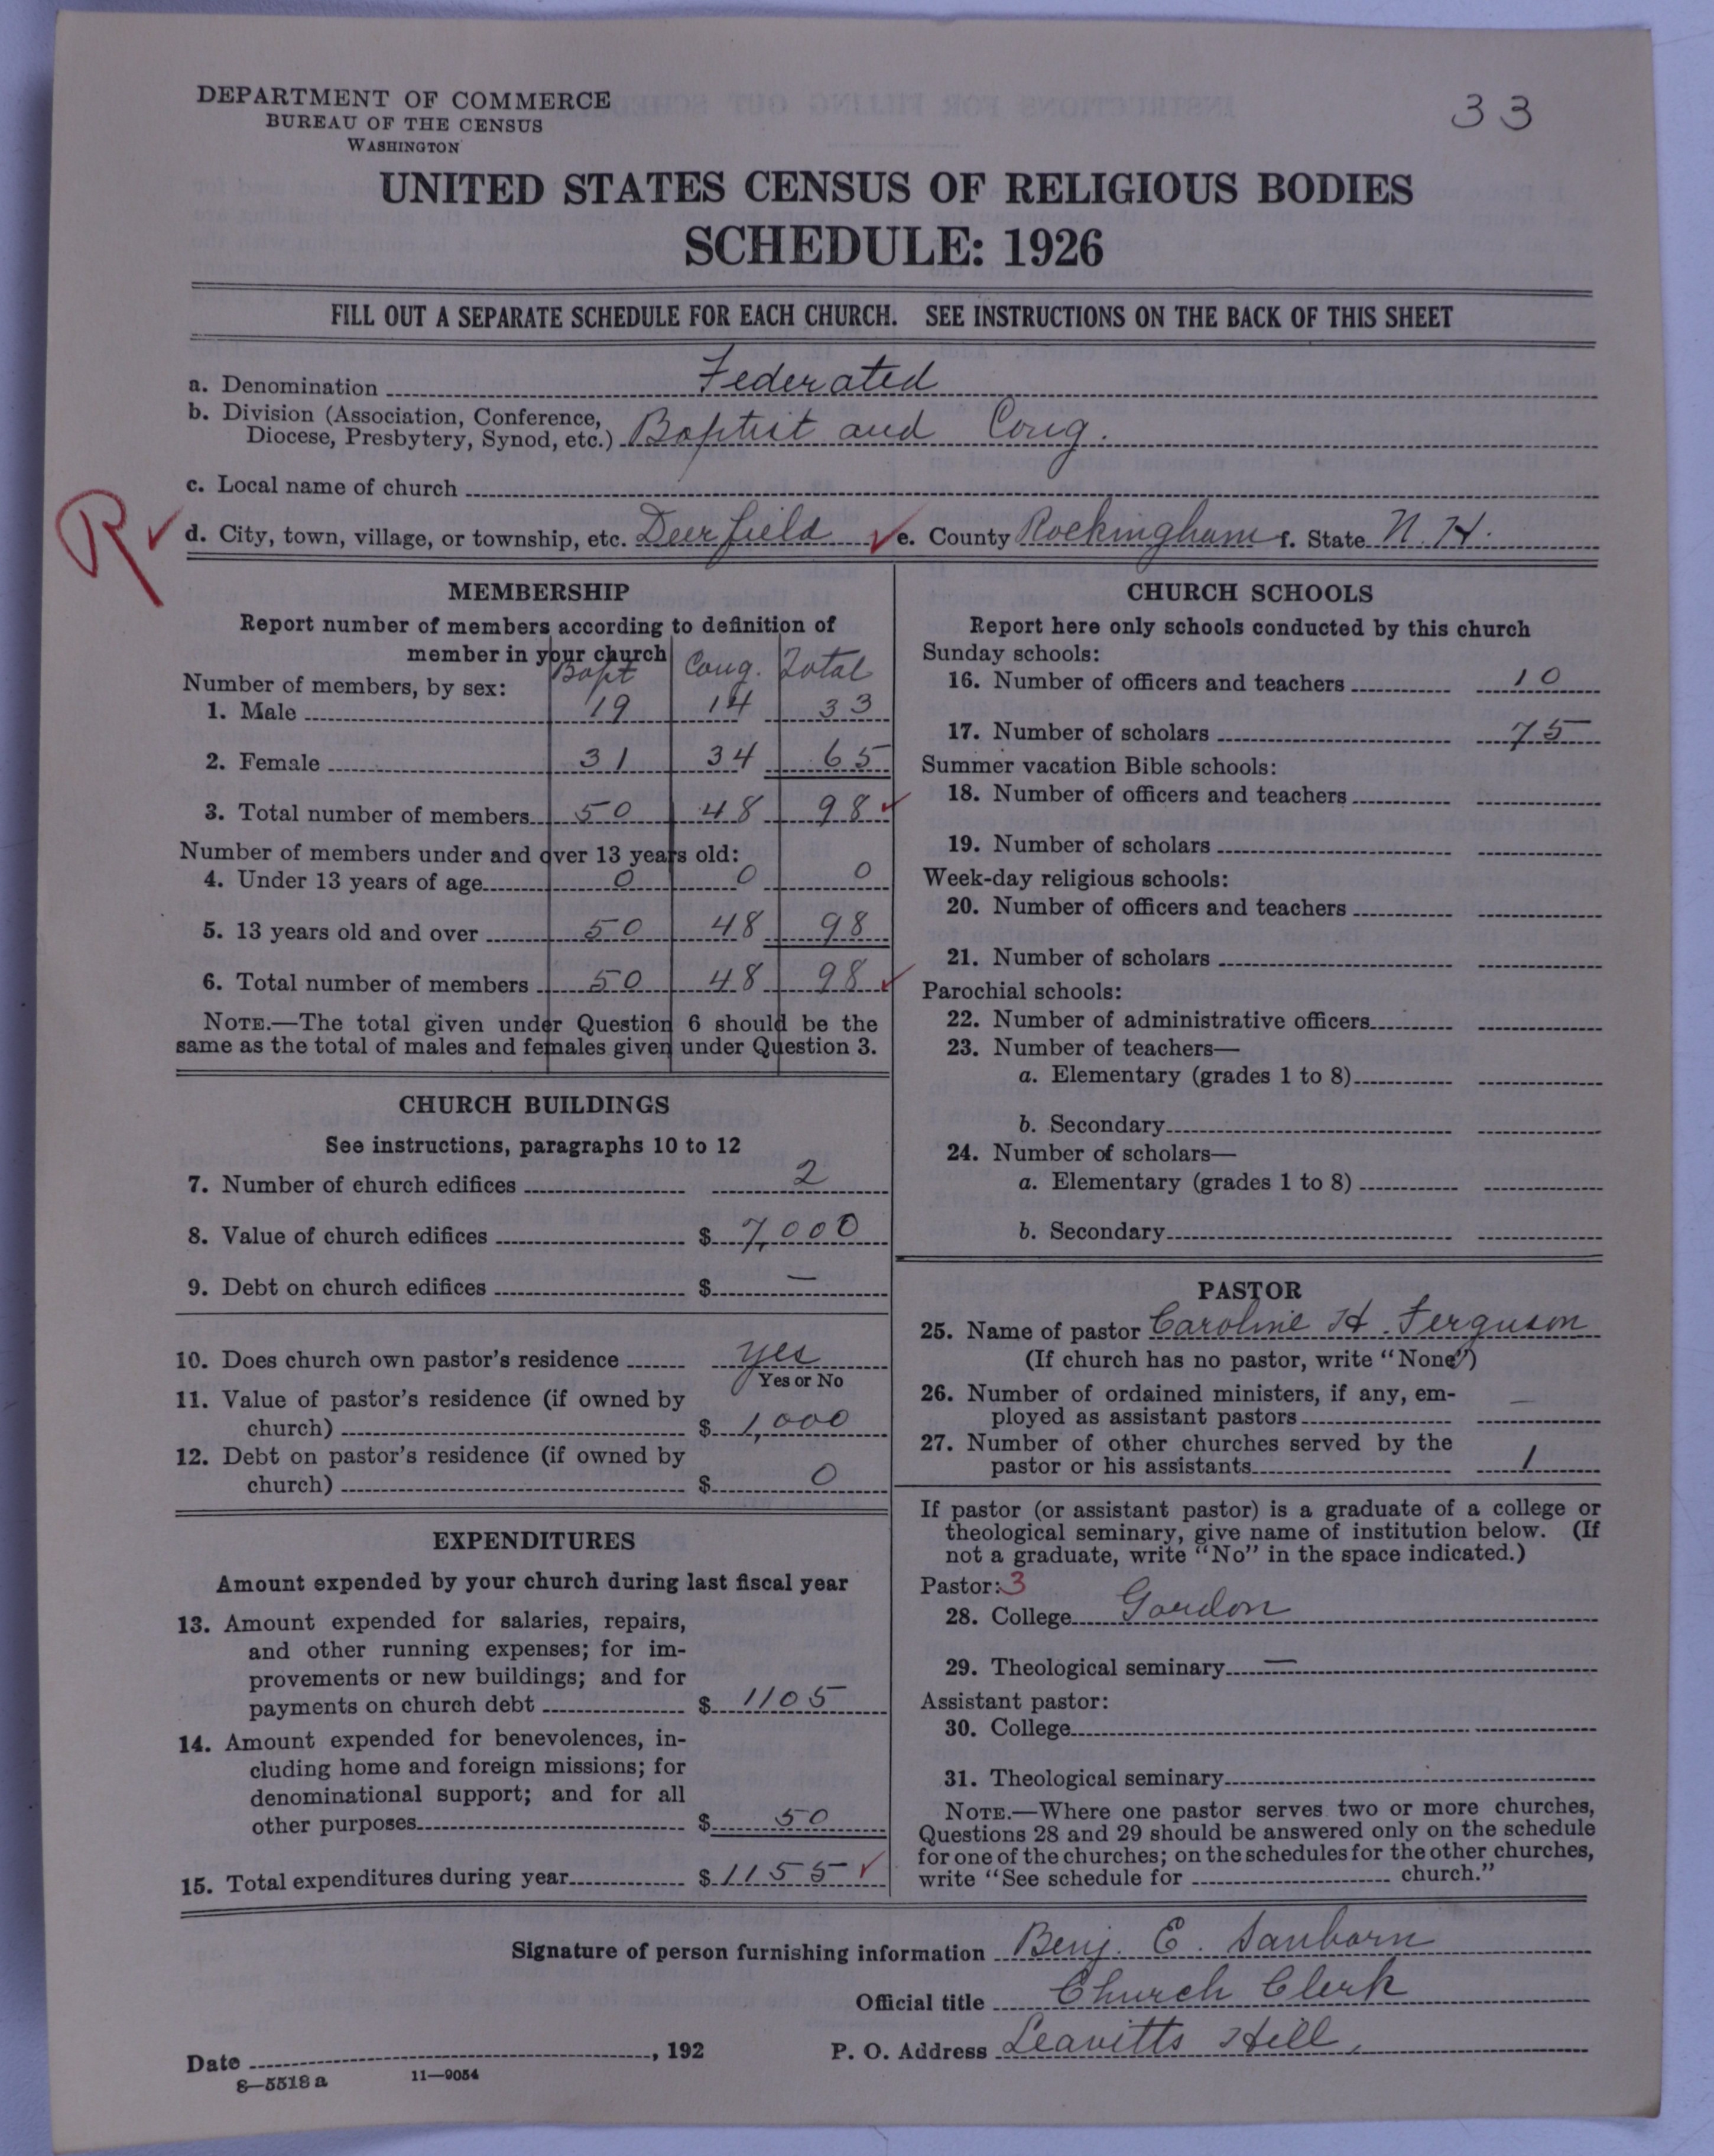 DEPARTMENT OF COMMERCE
BUREAU OF THE CENSUS
WASHINGTON
33
UNITED STATES CENSUS OF RELIGIOUS BODIES
SCHEDULE: 1926
FILL OUT A SEPARATE SCHEDULE FOR EACH CHURCH. SEE INSTRUCTIONS ON THE BACK OF THIS SHEET
a. Denomination Federated
b. Division (Association, Conference,
Diocese, Presbytery, Synod, etc.) Baptist and Cong.
c. Local name of church
R ✓ d. City, town, village, or township, etc. Deerfield ✓ e. County Rockingham f. State N. H.
MEMBERSHIP
Report number of members according to definition of
member in your church
Bapt Cong. Total
Number of members, by sex:
1. Male 19 14 33
2. Female 31 34 65
3. Total number of members 50 48 98 ✓
Number of members under and over 13 years old:
4. Under 13 years of age 0 0 0
5. 13 years old and over 50 48 98
6. Total number of members 50 48 98 ✓
NOTE.—The total given under Question 6 should be the
same as the total of males and females given under Question 3.
CHURCH BUILDINGS
See instructions, paragraphs 10 to 12
7. Number of church edifices 2
8. Value of church edifices $ 7,000
9. Debt on church edifices $ —
10. Does church own pastor's residence yes
Yes or No
11. Value of pastor's residence (if owned by
church) $ 1,000
12. Debt on pastor's residence (if owned by
church) $ 0
EXPENDITURES
Amount expended by your church during last fiscal year
13. Amount expended for salaries, repairs,
and other running expenses; for im-
provements or new buildings; and for
payments on church debt $ 1105
14. Amount expended for benevolences, in-
cluding home and foreign missions; for
denominational support; and for all
other purposes $ 50
15. Total expenditures during year $ 1155 ✓
CHURCH SCHOOLS
Report here only schools conducted by this church
Sunday schools:
16. Number of officers and teachers 10
17. Number of scholars 75
Summer vacation Bible schools:
18. Number of officers and teachers
19. Number of scholars
Week-day religious schools:
20. Number of officers and teachers
21. Number of scholars
Parochial schools:
22. Number of administrative officers
23. Number of teachers—
a. Elementary (grades 1 to 8)
b. Secondary
24. Number of scholars—
a. Elementary (grades 1 to 8)
b. Secondary
PASTOR
25. Name of pastor Caroline H. Ferguson
(If church has no pastor, write "None")
26. Number of ordained ministers, if any, em-
ployed as assistant pastors —
27. Number of other churches served by the
pastor or his assistants 1
If pastor (or assistant pastor) is a graduate of a college or
theological seminary, give name of institution below. (If
not a graduate, write "No" in the space indicated.)
Pastor: 3
28. College Gordon
29. Theological seminary —
Assistant pastor:
30. College
31. Theological seminary
NOTE.—Where one pastor serves two or more churches,
Questions 28 and 29 should be answered only on the schedule
for one of the churches; on the schedules for the other churches,
write "See schedule for church."
Signature of person furnishing information Benj. E. Sanborn
Official title Church Clerk
Date , 192 P. O. Address Leavitts Hill,
8—5518 a 11—9054